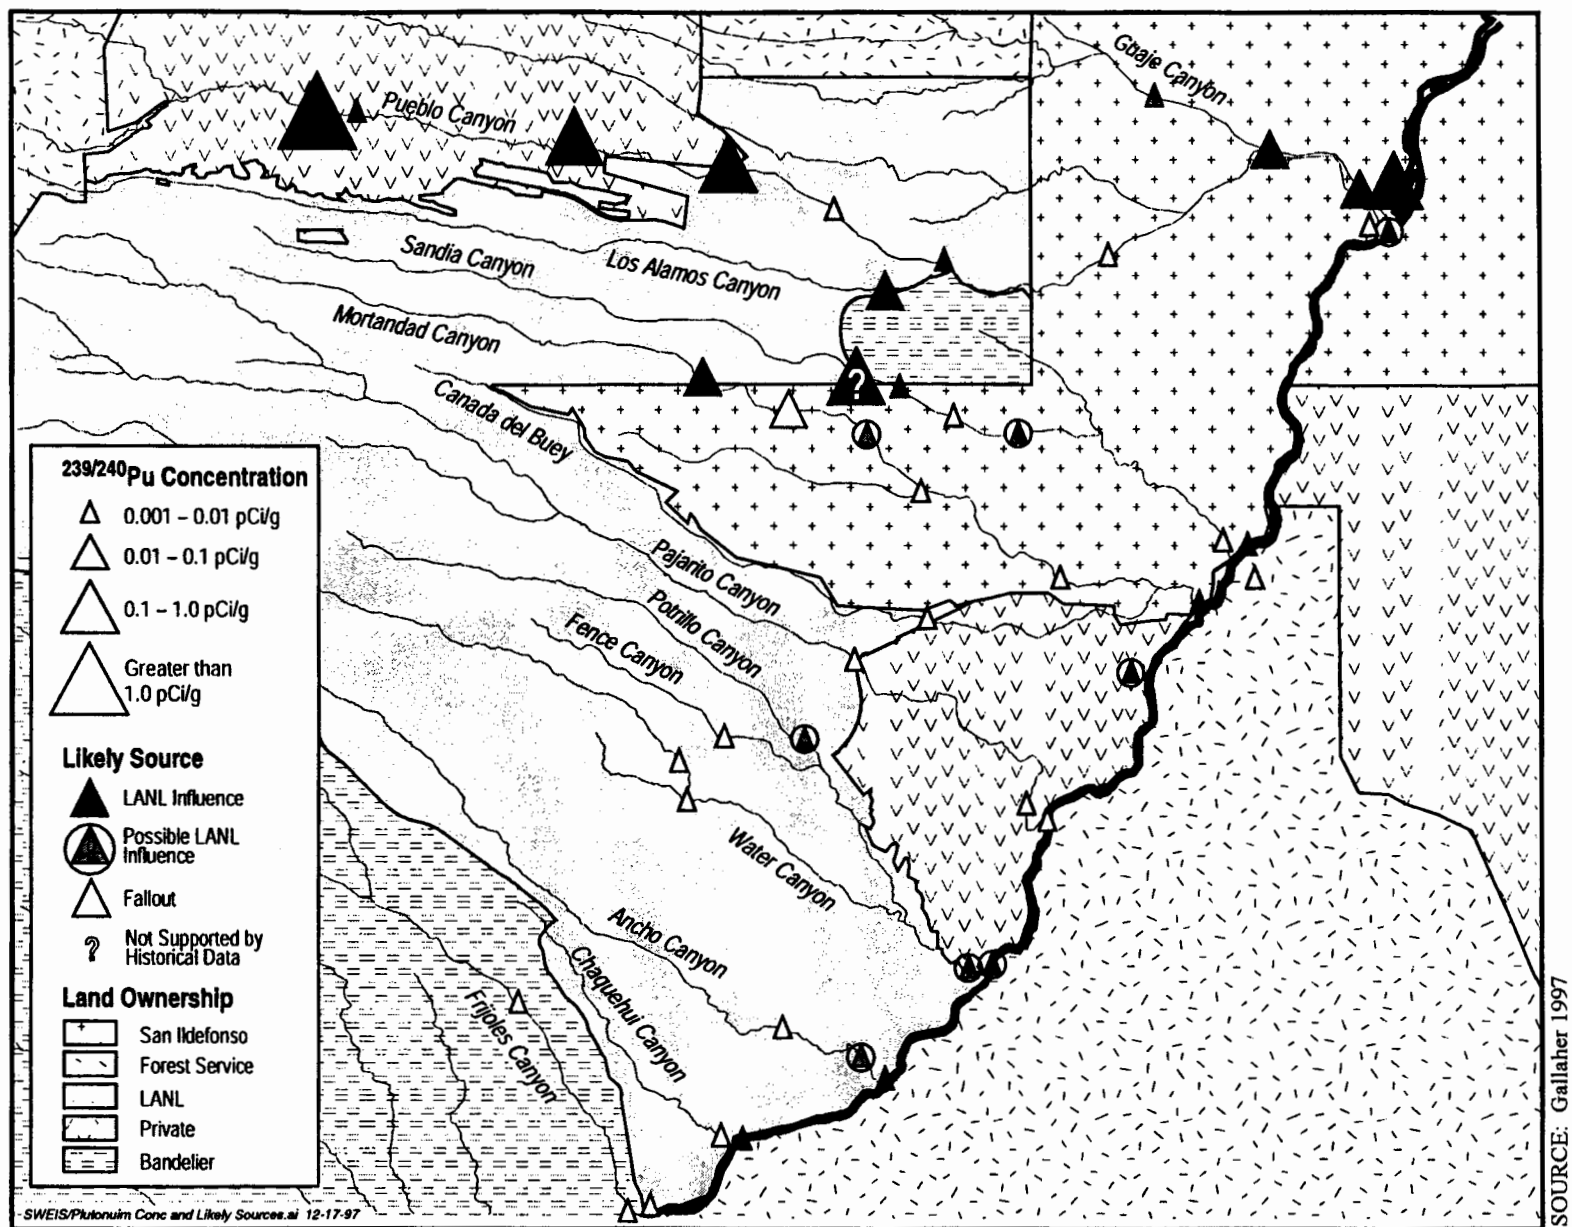 Guaje Canyon
Pueblo Canyon
Sandia Canyon
Los Alamos Canyon
Mortandad Canyon
Canada del Buey
Pajarito Canyon
Potrillo Canyon
Fence Canyon
Water Canyon
Ancho Canyon
Chaquehui Canyon
Frijoles Canyon
?
239/240Pu Concentration
0.001 – 0.01 pCi/g
0.01 – 0.1 pCi/g
0.1 – 1.0 pCi/g
Greater than
1.0 pCi/g
Likely Source
LANL Influence
Possible LANL
Influence
Fallout
? Not Supported by
Historical Data
Land Ownership
San Ildefonso
Forest Service
LANL
Private
Bandelier
SWEIS/Plutonuim Conc and Likely Sources.ai 12-17-97
SOURCE: Gallaher 1997